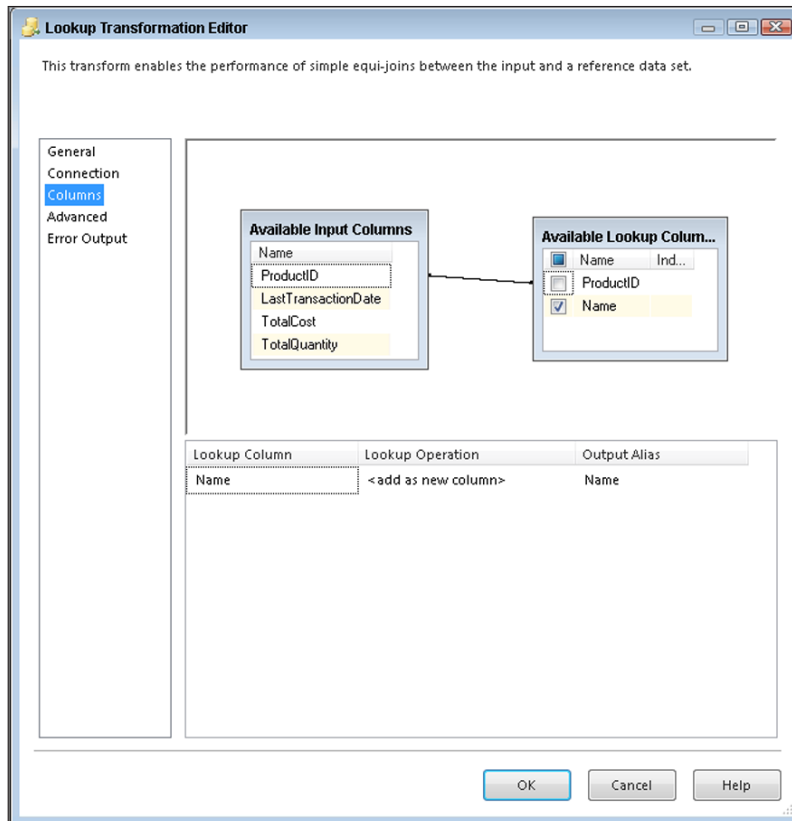 Lookup Transformation Editor
This transform enables the performance of simple equi-joins between the input and a reference data set.
General
Connection
Columns
Advanced
Error Output
Available Input Columns
Name
ProductID
LastTransactionDate
TotalCost
TotalQuantity
Available Lookup Colum...
Name Ind...
ProductID
Name
Lookup Column Lookup Operation Output Alias
Name <add as new column> Name
OK Cancel Help